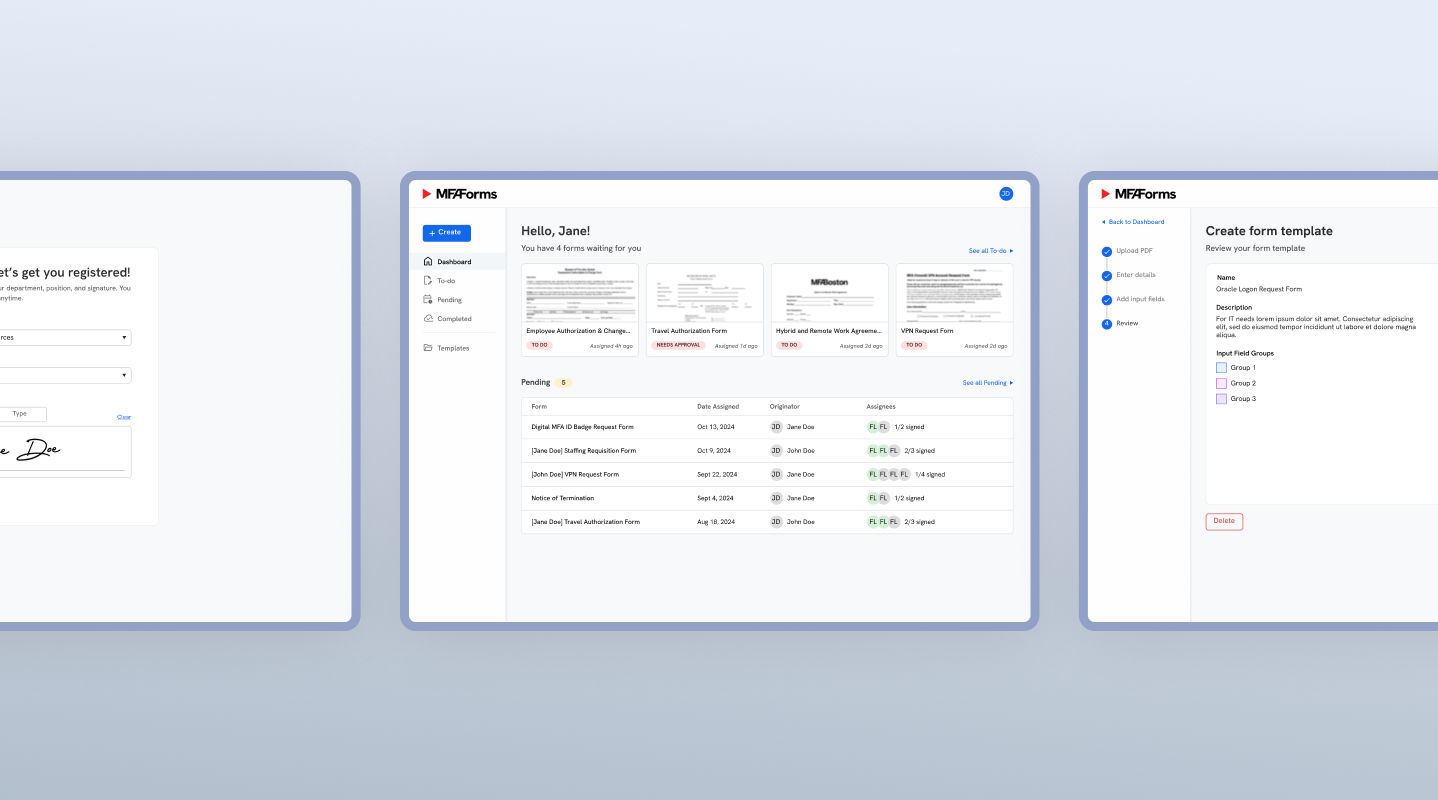 et's get you registered!
ur department, position, and signature. You
nytime.
rces
Type
Clear
e Doe
MFAForms
JD
+ Create
Dashboard
To-do
Pending
Completed
Templates
Hello, Jane!
You have 4 forms waiting for you
See all To-do
MFABoston
Employee Authorization & Change...
TO DO
Assigned 4h ago
Travel Authorization Form
NEEDS APPROVAL
Assigned 1d ago
Hybrid and Remote Work Agreeme...
TO DO
Assigned 2d ago
VPN Request Fom
TO DO
Assigned 2d ago
Pending 5
See all Pending
Form Date Assigned Originator Assignees
Digital MFA ID Badge Request Form Oct 13, 2024 JD Jane Doe FL FL 1/2 signed
[Jane Doe] Staffing Requisition Form Oct 9, 2024 JD John Doe FL FL FL 2/3 signed
[John Doe] VPN Request Form Sept 22, 2024 JD Jane Doe FL FL FL FL 1/4 signed
Notice of Termination Sept 4, 2024 JD Jane Doe FL FL 1/2 signed
[Jane Doe] Travel Authorization Form Aug 18, 2024 JD John Doe FL FL FL 2/3 signed
MFAForms
Back to Dashboard
Upload PDF
Enter details
Add input fields
4 Review
Create form template
Review your form template
Name
Oracle Logon Request Form
Description
For IT needs lorem ipsum dolor sit amet. Consectetur adipiscing
elit, sed do eiusmod tempor incididunt ut labore et dolore magna
aliqua.
Input Field Groups
Group 1
Group 2
Group 3
Delete